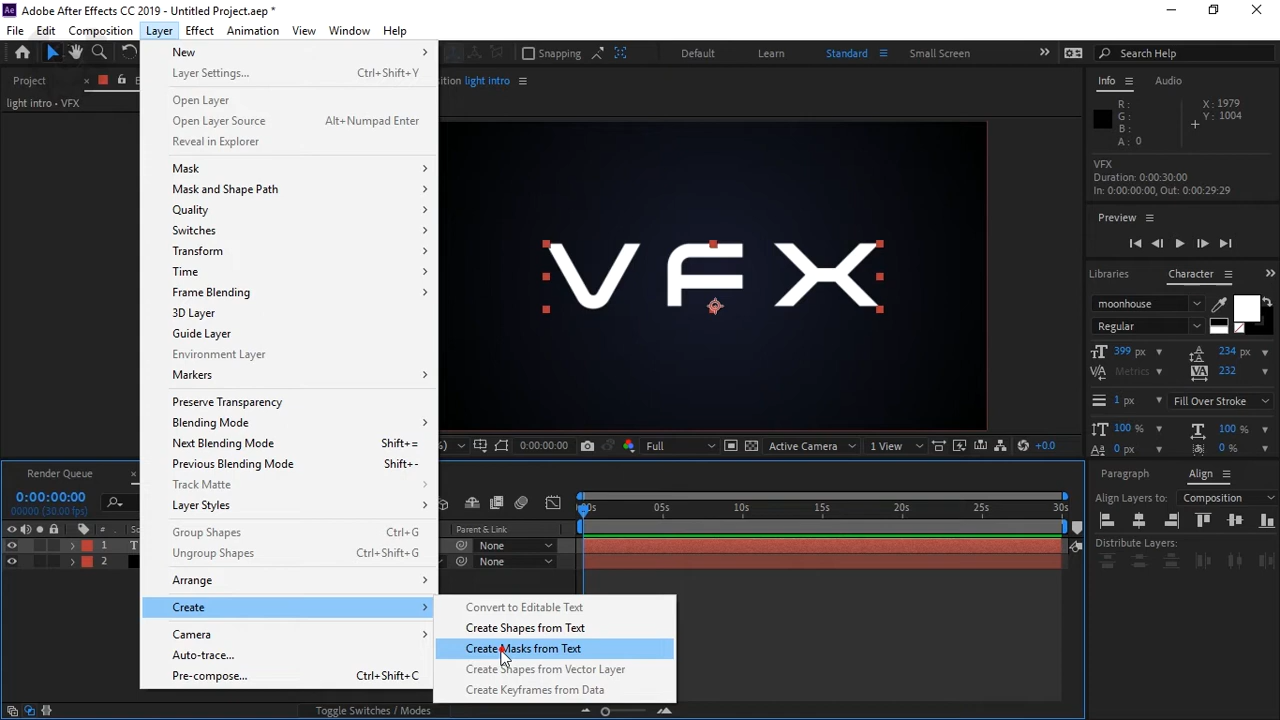 Ae Adobe After Effects CC 2019 - Untitled Project.aep *
File Edit Composition Layer Effect Animation View Window Help
Snapping Default Learn Standard Small Screen Search Help
Project
position light intro
Info Audio
light intro • VFX
R : X : 1979
G : Y : 1004
B :
A : 0
VFX
Duration: 0:00:30:00
In: 0:00:00:00, Out: 0:00:29:29
Preview
Libraries Character
moonhouse
Regular
399 px 234 px
Metrics 232
1 px Fill Over Stroke
100 % 100 %
0 px 0 %
Paragraph Align
Align Layers to: Composition
Distribute Layers:
New
Layer Settings... Ctrl+Shift+Y
Open Layer
Open Layer Source Alt+Numpad Enter
Reveal in Explorer
Mask
Mask and Shape Path
Quality
Switches
Transform
Time
Frame Blending
3D Layer
Guide Layer
Environment Layer
Markers
Preserve Transparency
Blending Mode
Next Blending Mode Shift+=
Previous Blending Mode Shift+-
Track Matte
Layer Styles
Group Shapes Ctrl+G
Ungroup Shapes Ctrl+Shift+G
Arrange
Create
Camera
Auto-trace...
Pre-compose... Ctrl+Shift+C
Convert to Editable Text
Create Shapes from Text
Create Masks from Text
Create Shapes from Vector Layer
Create Keyframes from Data
VFX
0:00:00:00 Full Active Camera 1 View +0.0
Render Queue
0:00:00:00
00000 (30.00 fps)
05s 10s 15s 20s 25s 30s
# Parent & Link
1 T None
2 None
Toggle Switches / Modes